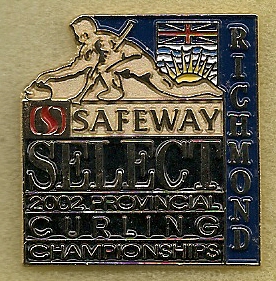 SAFEWAY
SELECT
2002 PROVINCIAL
CURLING
CHAMPIONSHIPS
RICHMOND